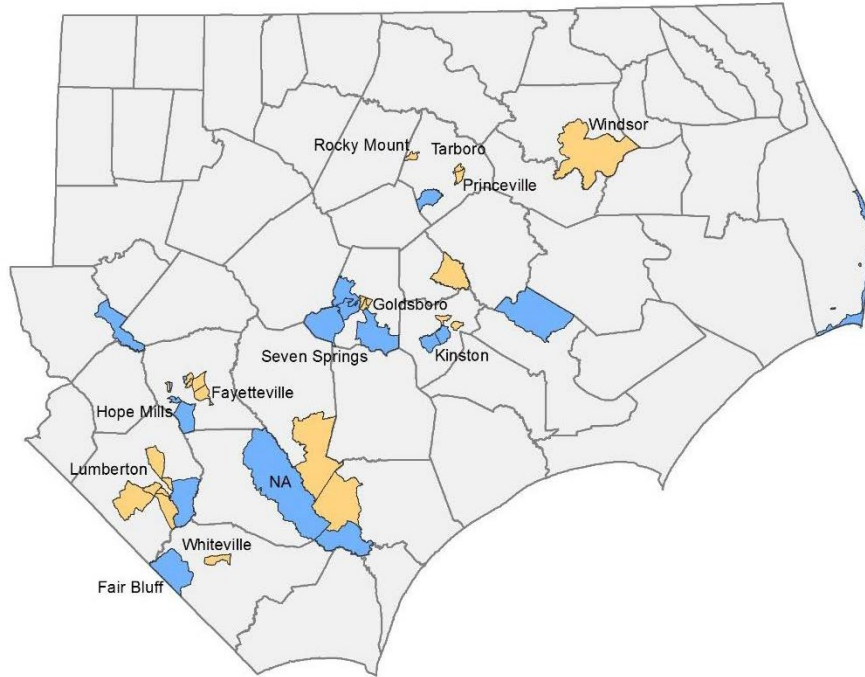 Windsor
Rocky Mount
Tarboro
Princeville
Goldsboro
Seven Springs
Kinston
Fayetteville
Hope Mills
Lumberton
NA
Whiteville
Fair Bluff